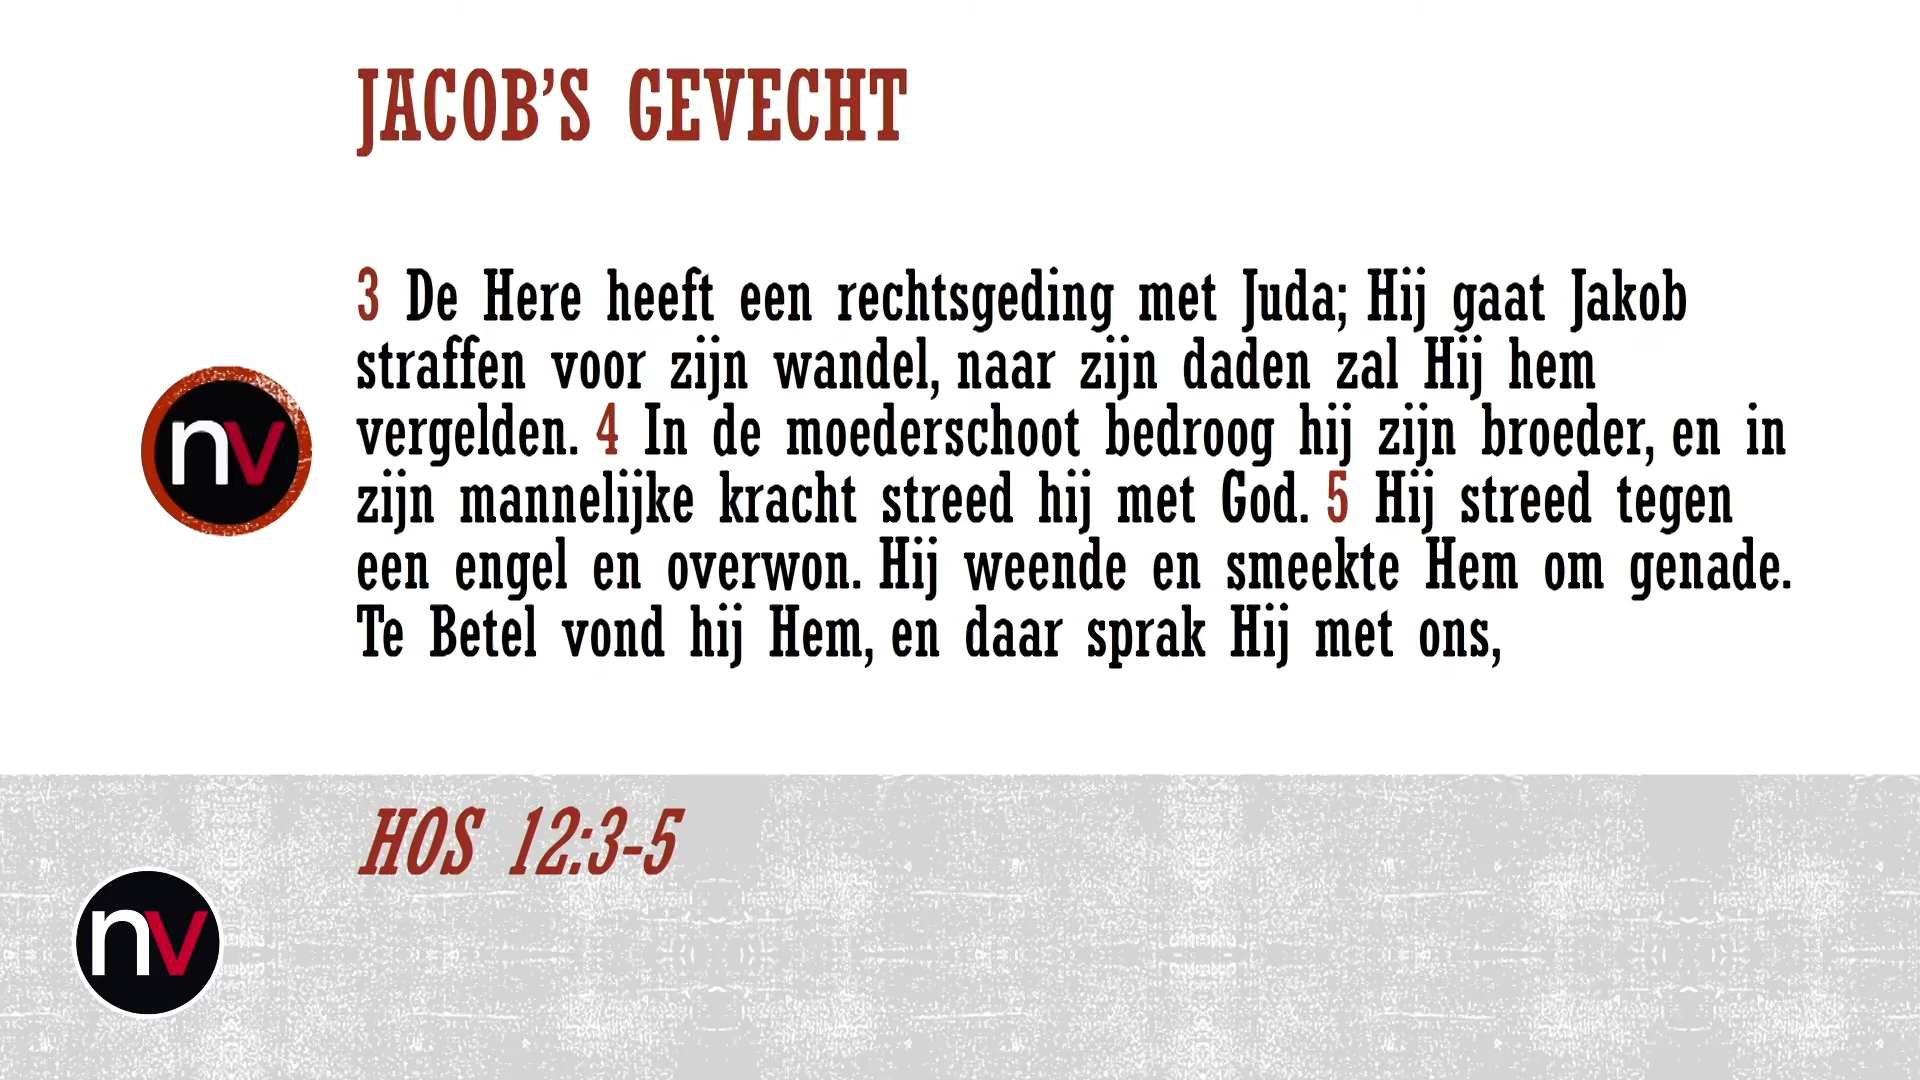 JACOB’S GEVECHT
3 De Here heeft een rechtsgeding met Juda; Hij gaat Jakob
straffen voor zijn wandel, naar zijn daden zal Hij hem
vergelden. 4 In de moederschoot bedroog hij zijn broeder, en in
zijn mannelijke kracht streed hij met God. 5 Hij streed tegen
een engel en overwon. Hij weende en smeekte Hem om genade.
Te Betel vond hij Hem, en daar sprak Hij met ons,
nv
HOS 12:3-5
nv